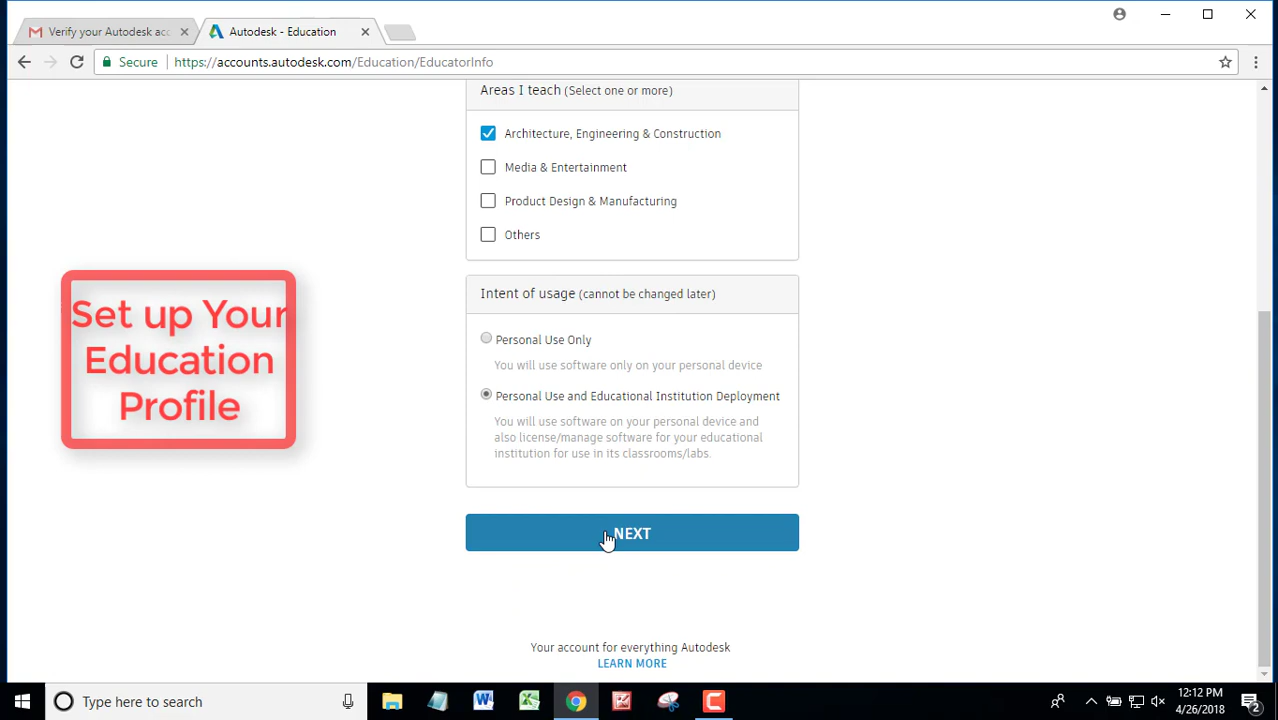 Verify your Autodesk acc
Autodesk - Education
Secure
https://accounts.autodesk.com/Education/EducatorInfo
Areas I teach (Select one or more)
Architecture, Engineering & Construction
Media & Entertainment
Product Design & Manufacturing
Others
Intent of usage (cannot be changed later)
Personal Use Only
You will use software only on your personal device
Personal Use and Educational Institution Deployment
You will use software on your personal device and
also license/manage software for your educational
institution for use in its classrooms/labs.
NEXT
Set up Your
Education
Profile
Your account for everything Autodesk
LEARN MORE
Type here to search
12:12 PM
4/26/2018
2